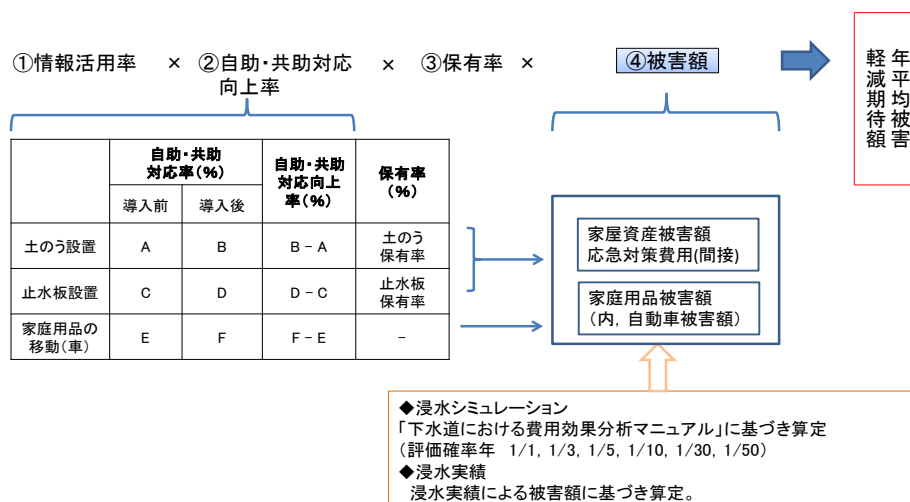 ①情報活用率 × ②自助・共助対応向上率 × ③保有率 × ④被害額
年平均被害
軽減期待額
自助・共助
対応率(%)
自助・共助
対応向上
率(%)
保有率
(%)
導入前 導入後
土のう設置 A B B－A 土のう保有率
止水板設置 C D D－C 止水板保有率
家庭用品の移動(車) E F F－E －
家屋資産被害額
応急対策費用(間接)
家庭用品被害額
(内，自動車被害額)
◆浸水シミュレーション
「下水道における費用効果分析マニュアル」に基づき算定
(評価確率年 1/1, 1/3, 1/5, 1/10, 1/30, 1/50)
◆浸水実績
浸水実績による被害額に基づき算定。